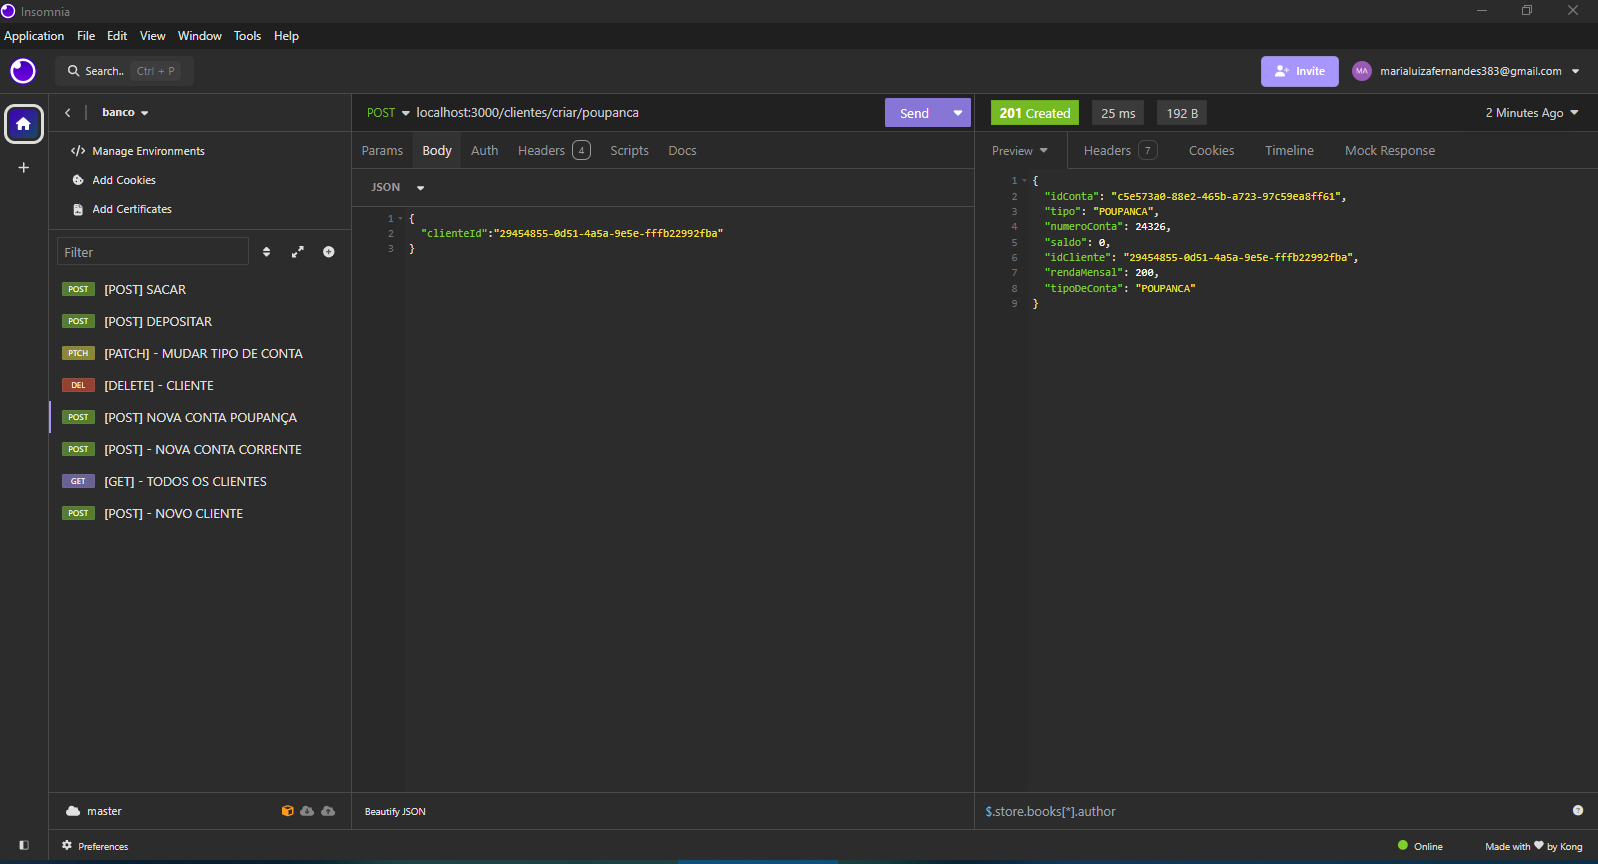 Insomnia
Application File Edit View Window Tools Help
Search.. Ctrl + P
Invite
MA marialuizafernandes383@gmail.com
banco
Manage Environments
Add Cookies
Add Certificates
Filter
POST [POST] SACAR
POST [POST] DEPOSITAR
PTCH [PATCH] - MUDAR TIPO DE CONTA
DEL [DELETE] - CLIENTE
POST [POST] NOVA CONTA POUPANÇA
POST [POST] - NOVA CONTA CORRENTE
GET [GET] - TODOS OS CLIENTES
POST [POST] - NOVO CLIENTE
master
POST localhost:3000/clientes/criar/poupanca Send
Params Body Auth Headers 4 Scripts Docs
JSON
1 {
2 "clienteId":"29454855-0d51-4a5a-9e5e-fffb22992fba"
3 }
Beautify JSON
201 Created 25 ms 192 B 2 Minutes Ago
Preview Headers 7 Cookies Timeline Mock Response
1 {
2 "idConta": "c5e573a0-88e2-465b-a723-97c59ea8ff61",
3 "tipo": "POUPANCA",
4 "numeroConta": 24326,
5 "saldo": 0,
6 "idCliente": "29454855-0d51-4a5a-9e5e-fffb22992fba",
7 "rendaMensal": 200,
8 "tipoDeConta": "POUPANCA"
9 }
$.store.books[*].author
Preferences
Online
Made with ♥ by Kong